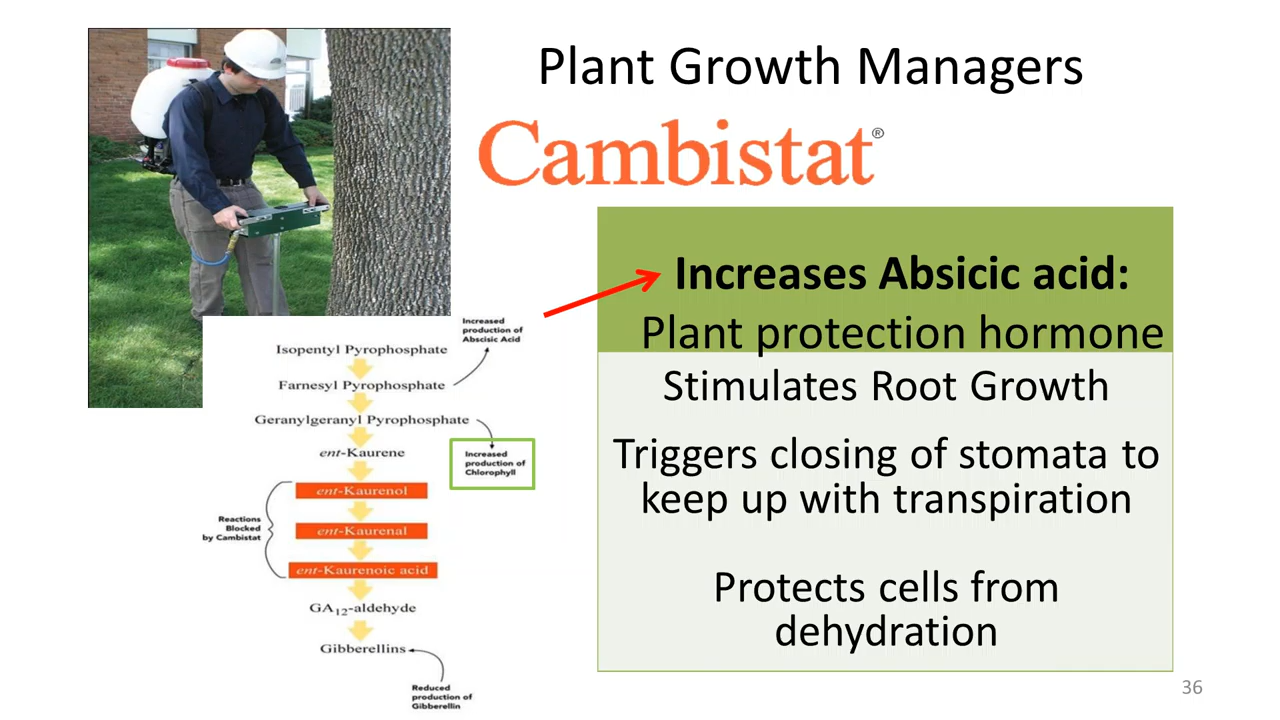 Plant Growth Managers
Cambistat®
Increases Absicic acid:
Plant protection hormone
Stimulates Root Growth
Triggers closing of stomata to
keep up with transpiration
Protects cells from
dehydration
Increased
production of
Abscisic Acid
Isopentyl Pyrophosphate
Farnesyl Pyrophosphate
Geranylgeranyl Pyrophosphate
ent-Kaurene
Increased
production of
Chlorophyll
ent-Kaurenol
Reactions
Blocked
by Cambistat
ent-Kaurenal
ent-Kaurenoic acid
GA12-aldehyde
Gibberellins
Reduced
production of
Gibberellin
36